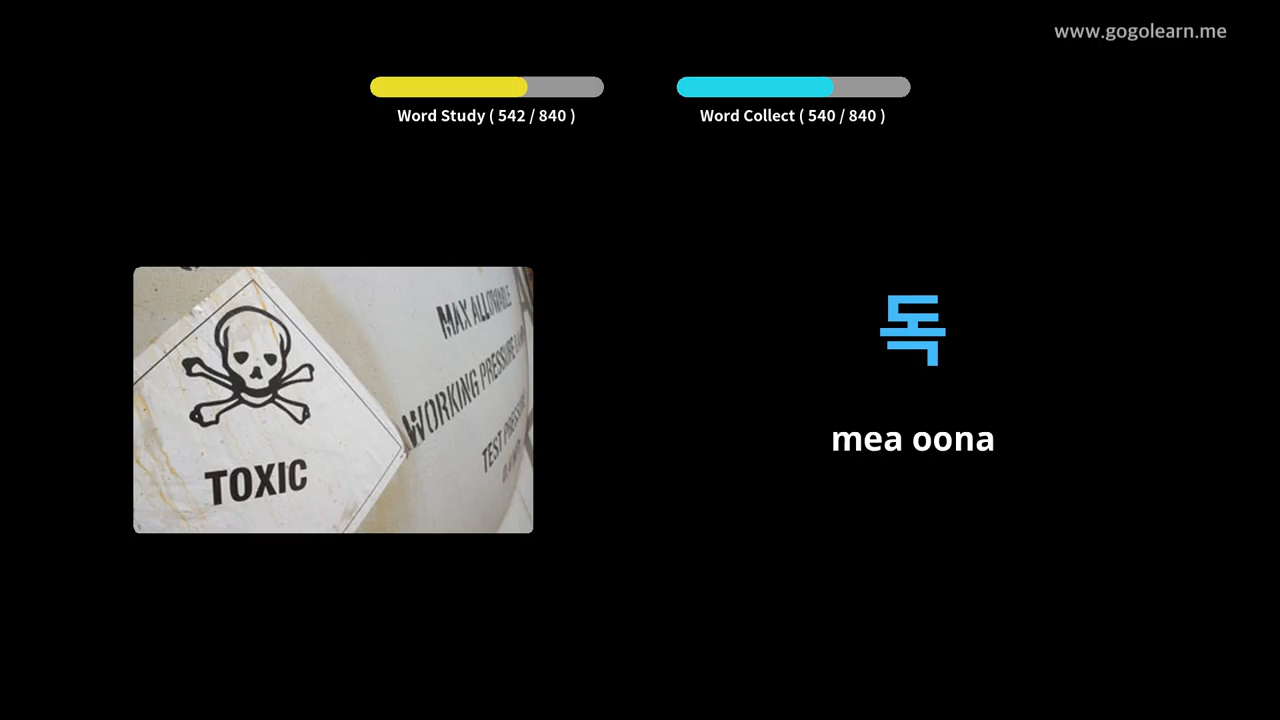 www.gogolearn.me
Word Study ( 542 / 840 )
Word Collect ( 540 / 840 )
MAX ALLOWABLE
WORKING PRESSURE
TEST
TOXIC
독
mea oona